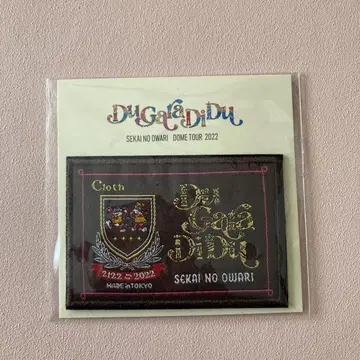 DuGaraDiDu
SEKAI NO OWARI DOME TOUR 2022
Cloth
Du
Gara
DiDu
2122 2022
MADE in TOKYO
SEKAI NO OWARI